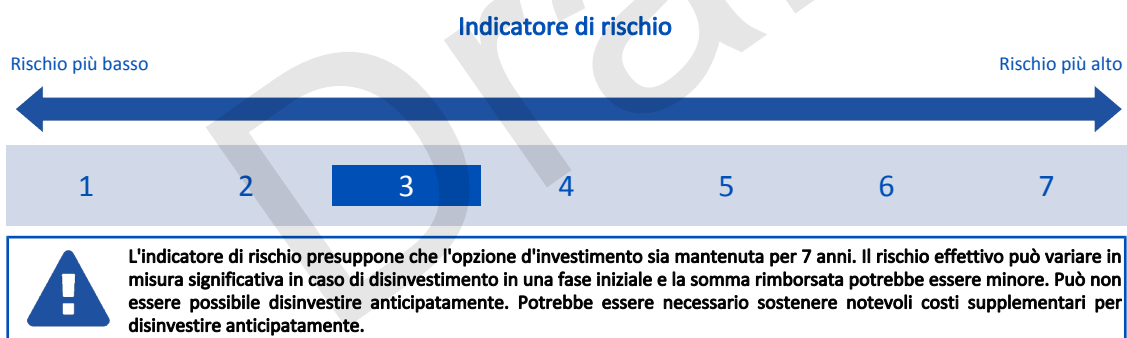 Indicatore di rischio
Rischio più basso
Rischio più alto
1 2 3 4 5 6 7
L'indicatore di rischio presuppone che l'opzione d'investimento sia mantenuta per 7 anni. Il rischio effettivo può variare in
misura significativa in caso di disinvestimento in una fase iniziale e la somma rimborsata potrebbe essere minore. Può non
essere possibile disinvestire anticipatamente. Potrebbe essere necessario sostenere notevoli costi supplementari per
disinvestire anticipatamente.